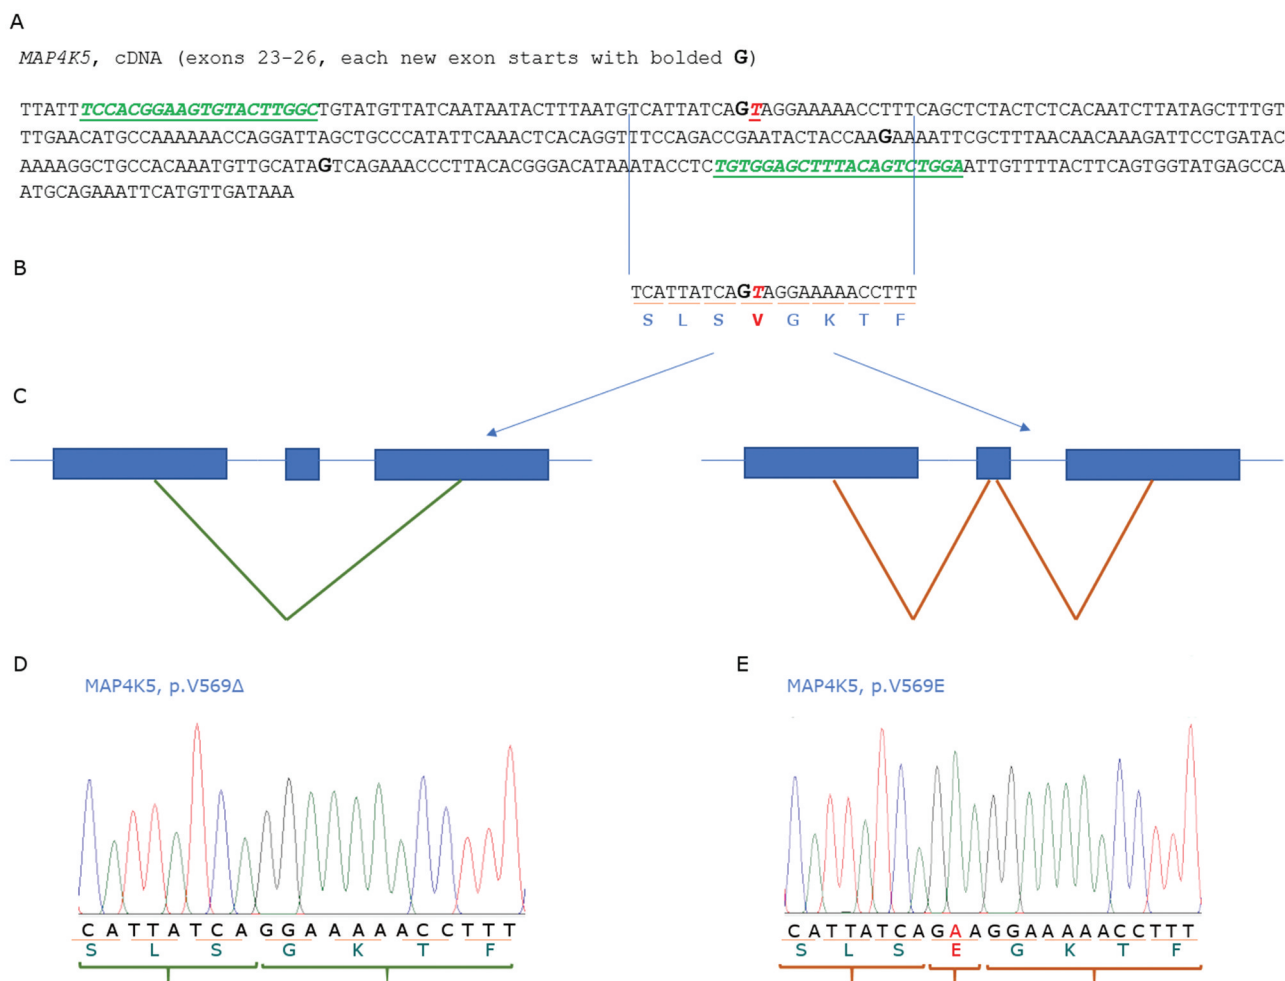 A
MAP4K5, cDNA (exons 23-26, each new exon starts with bolded G)
TTATTTCCACGGAAGTGTACTTGGCTGTATGTTATCAATAATACTTTAATGTCATTATCAGTAGGAAAAACCTTTCAGCTCTACTCTCACAATCTTATAGCTTTGT
TTGAACATGCCAAAAAACCAGGATTAGCTGCCCATATTCAAACTCACAGGTTTCCAGACCGAATACTACCAAGAAAATTCGCTTTAACAACAAAGATTCCTGATAC
AAAAGGCTGCCACAAATGTTGCATAGTCAGAAACCCTTACACGGGACATAAATACCTCTGTGGAGCTTTACAGTCTGGAATTGTTTTACTTCAGTGGTATGAGCCA
ATGCAGAAATTCATGTTGATAAA
B
TCATTATCAGTAGGAAAAACCTTT
S L S V G K T F
C
D
MAP4K5, p.V569Δ
CATTATCAGGAAAAACCTTT
S L S G K T F
E
MAP4K5, p.V569E
CATTATCAGAAGGAAAAACCTTT
S L S E G K T F